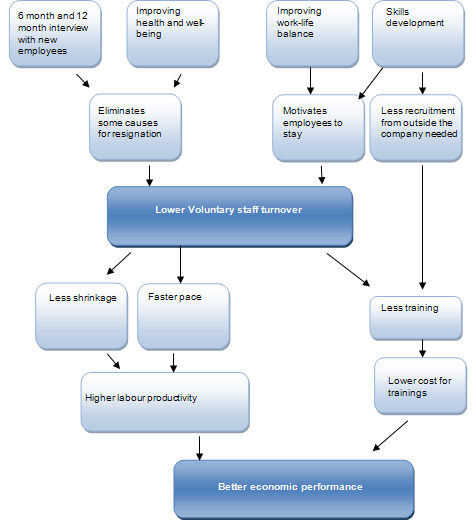 6 month and 12
month interview
with new
employees
Improving
health and well-
being
Improving
work-life
balance
Skills
development
Eliminates
some causes
for resignation
Motivates
employees to
stay
Less recruitment
from outside the
company needed
Lower Voluntary staff turnover
Less shrinkage
Faster pace
Less training
Higher labour productivity
Lower cost for
trainings
Better economic performance